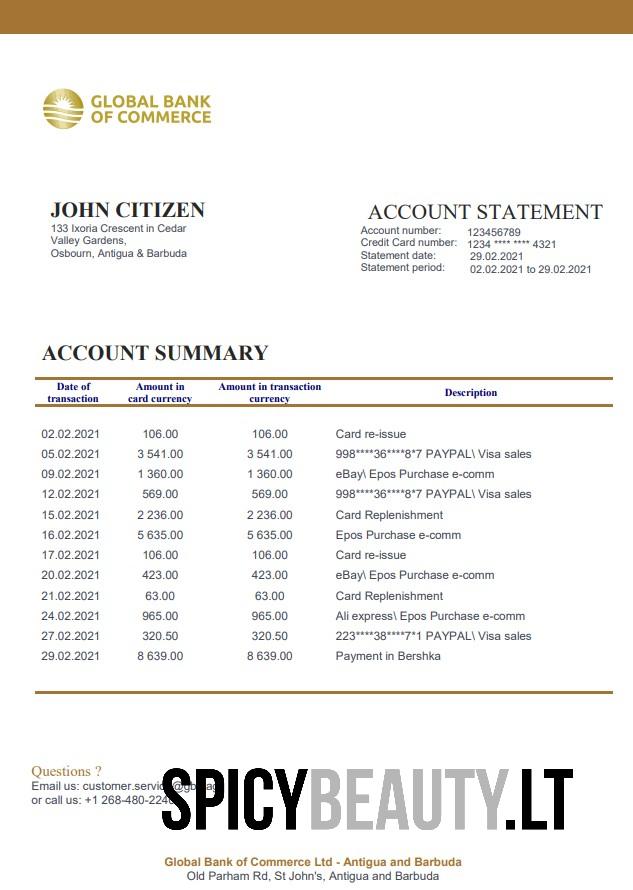 GLOBAL BANK
OF COMMERCE
JOHN CITIZEN
133 Ixoria Crescent in Cedar
Valley Gardens,
Osbourn, Antigua & Barbuda
ACCOUNT STATEMENT
Account number: 123456789
Credit Card number: 1234 **** **** 4321
Statement date: 29.02.2021
Statement period: 02.02.2021 to 29.02.2021
ACCOUNT SUMMARY
Date of transaction Amount in card currency Amount in transaction currency Description
02.02.2021 106.00 106.00 Card re-issue
05.02.2021 3 541.00 3 541.00 998****36****8*7 PAYPAL\ Visa sales
09.02.2021 1 360.00 1 360.00 eBay\ Epos Purchase e-comm
12.02.2021 569.00 569.00 998****36****8*7 PAYPAL\ Visa sales
15.02.2021 2 236.00 2 236.00 Card Replenishment
16.02.2021 5 635.00 5 635.00 Epos Purchase e-comm
17.02.2021 106.00 106.00 Card re-issue
20.02.2021 423.00 423.00 eBay\ Epos Purchase e-comm
21.02.2021 63.00 63.00 Card Replenishment
24.02.2021 965.00 965.00 Ali express\ Epos Purchase e-comm
27.02.2021 320.50 320.50 223****38****7*1 PAYPAL\ Visa sales
29.02.2021 8 639.00 8 639.00 Payment in Bershka
Questions ?
Email us:
or call us: +1 268-480-
SPICYBEAUTY.LT
Global Bank of Commerce Ltd - Antigua and Barbuda
Old Parham Rd, St John's, Antigua and Barbuda